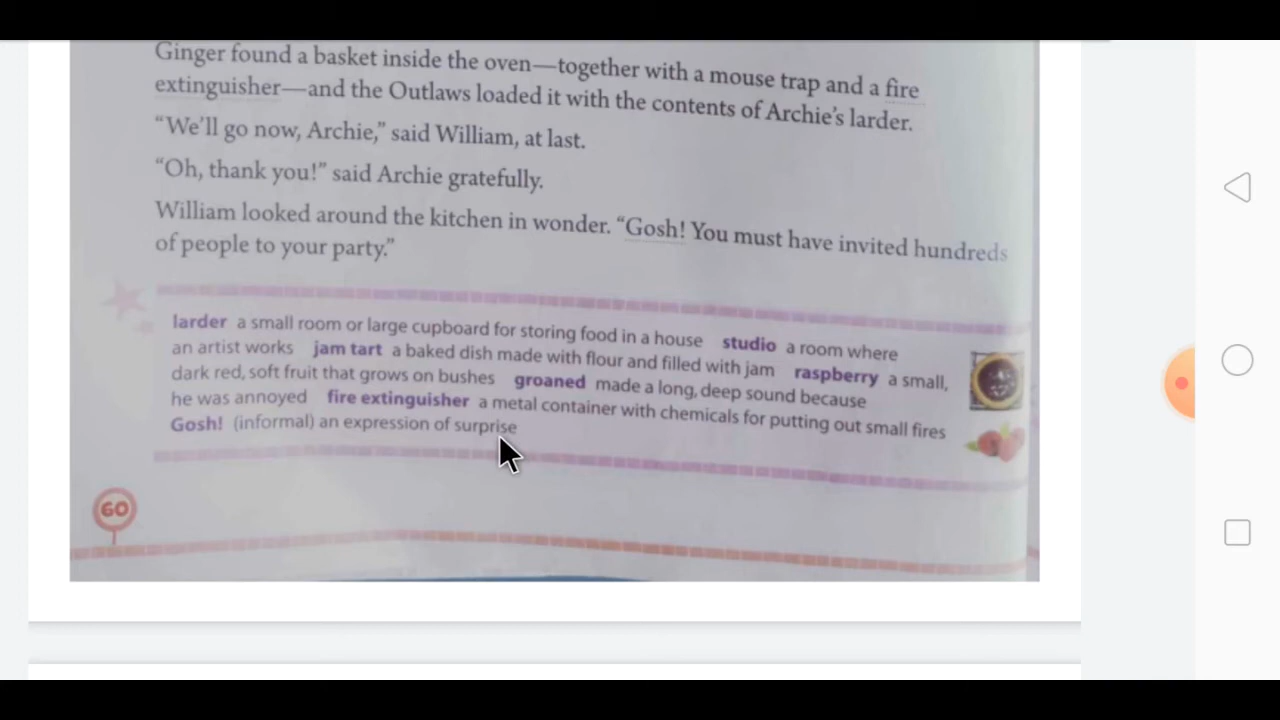 Ginger found a basket inside the oven—together with a mouse trap and a fire
extinguisher—and the Outlaws loaded it with the contents of Archie's larder.
“We'll go now, Archie,” said William, at last.
“Oh, thank you!” said Archie gratefully.
William looked around the kitchen in wonder. “Gosh! You must have invited hundreds
of people to your party.”
larder a small room or large cupboard for storing food in a house studio a room where
an artist works jam tart a baked dish made with flour and filled with jam raspberry a small,
dark red, soft fruit that grows on bushes groaned made a long, deep sound because
he was annoyed fire extinguisher a metal container with chemicals for putting out small fires
Gosh! (informal) an expression of surprise
60